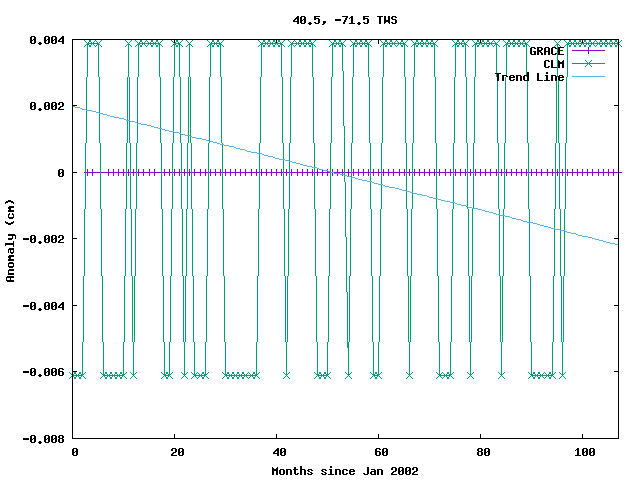 40.5, -71.5 TWS
0.004
0.002
0
-0.002
-0.004
-0.006
-0.008
Anomaly (cm)
GRACE
CLM
Trend Line
0 20 40 60 80 100
Months since Jan 2002